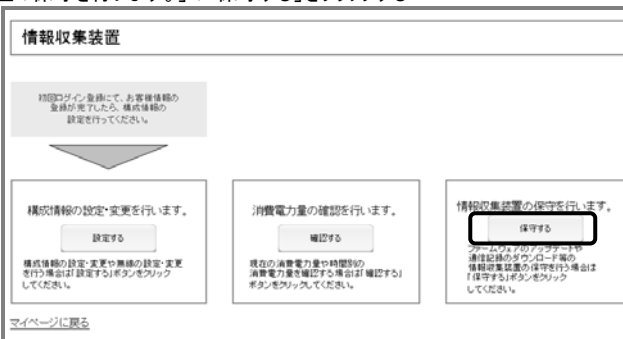 情報収集装置
初回ログイン登録にて、お客様情報の
登録が完了したら、構成情報の
設定を行ってください。
構成情報の設定・変更を行います。
設定する
構成情報の設定・変更や無線の設定・変更
を行う場合は「設定する」ボタンをクリック
してください。
消費電力量の確認を行います。
確認する
現在の消費電力量や時間別の
消費電力量を確認する場合は「確認する」
ボタンをクリックしてください。
情報収集装置の保守を行います。
保守する
ファームウェアのアップデートや
通信記録のダウンロード等の
情報収集装置の保守を行う場合は
「保守する」ボタンをクリック
してください。
マイページに戻る